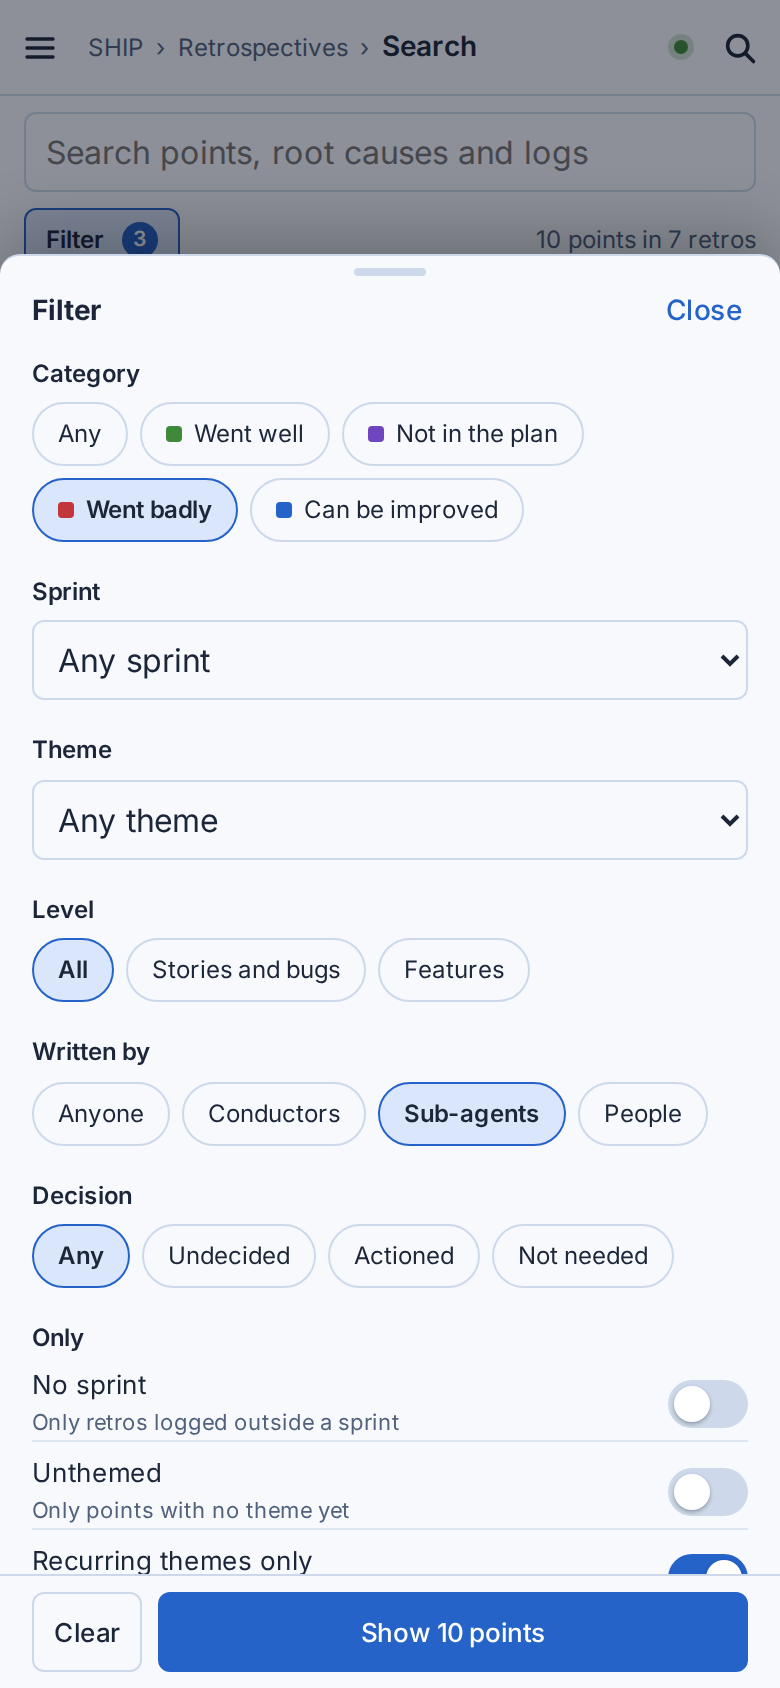 SHIP › Retrospectives › Search
Search points, root causes and logs
Filter 3 10 points in 7 retros
Filter Close
Category
Any Went well Not in the plan
Went badly Can be improved
Sprint
Any sprint
Theme
Any theme
Level
All Stories and bugs Features
Written by
Anyone Conductors Sub-agents People
Decision
Any Undecided Actioned Not needed
Only
No sprint
Only retros logged outside a sprint
Unthemed
Only points with no theme yet
Recurring themes only
Clear Show 10 points